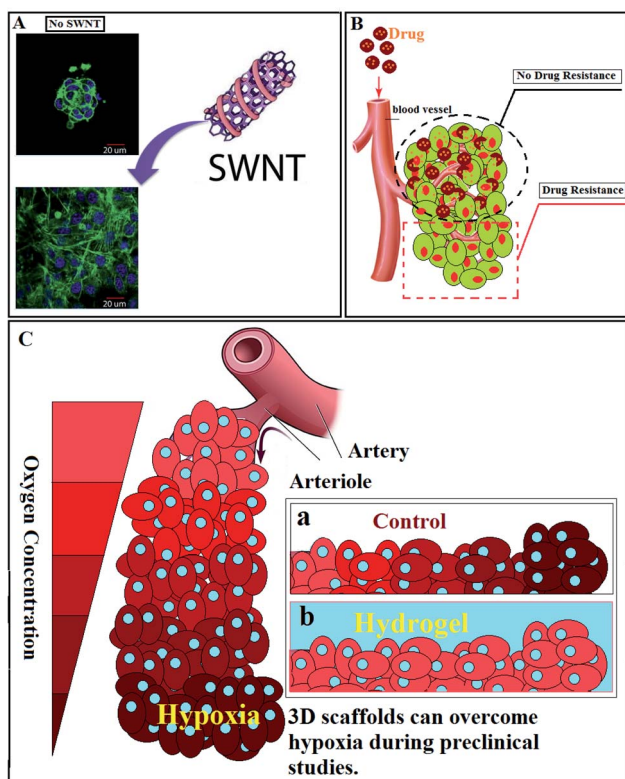 A
No SWNT
20 um
SWNT
20 um
B
Drug
No Drug Resistance
blood vessel
Drug Resistance
C
Oxygen Concentration
Artery
Arteriole
Hypoxia
a
Control
b
Hydrogel
3D scaffolds can overcome
hypoxia during preclinical
studies.